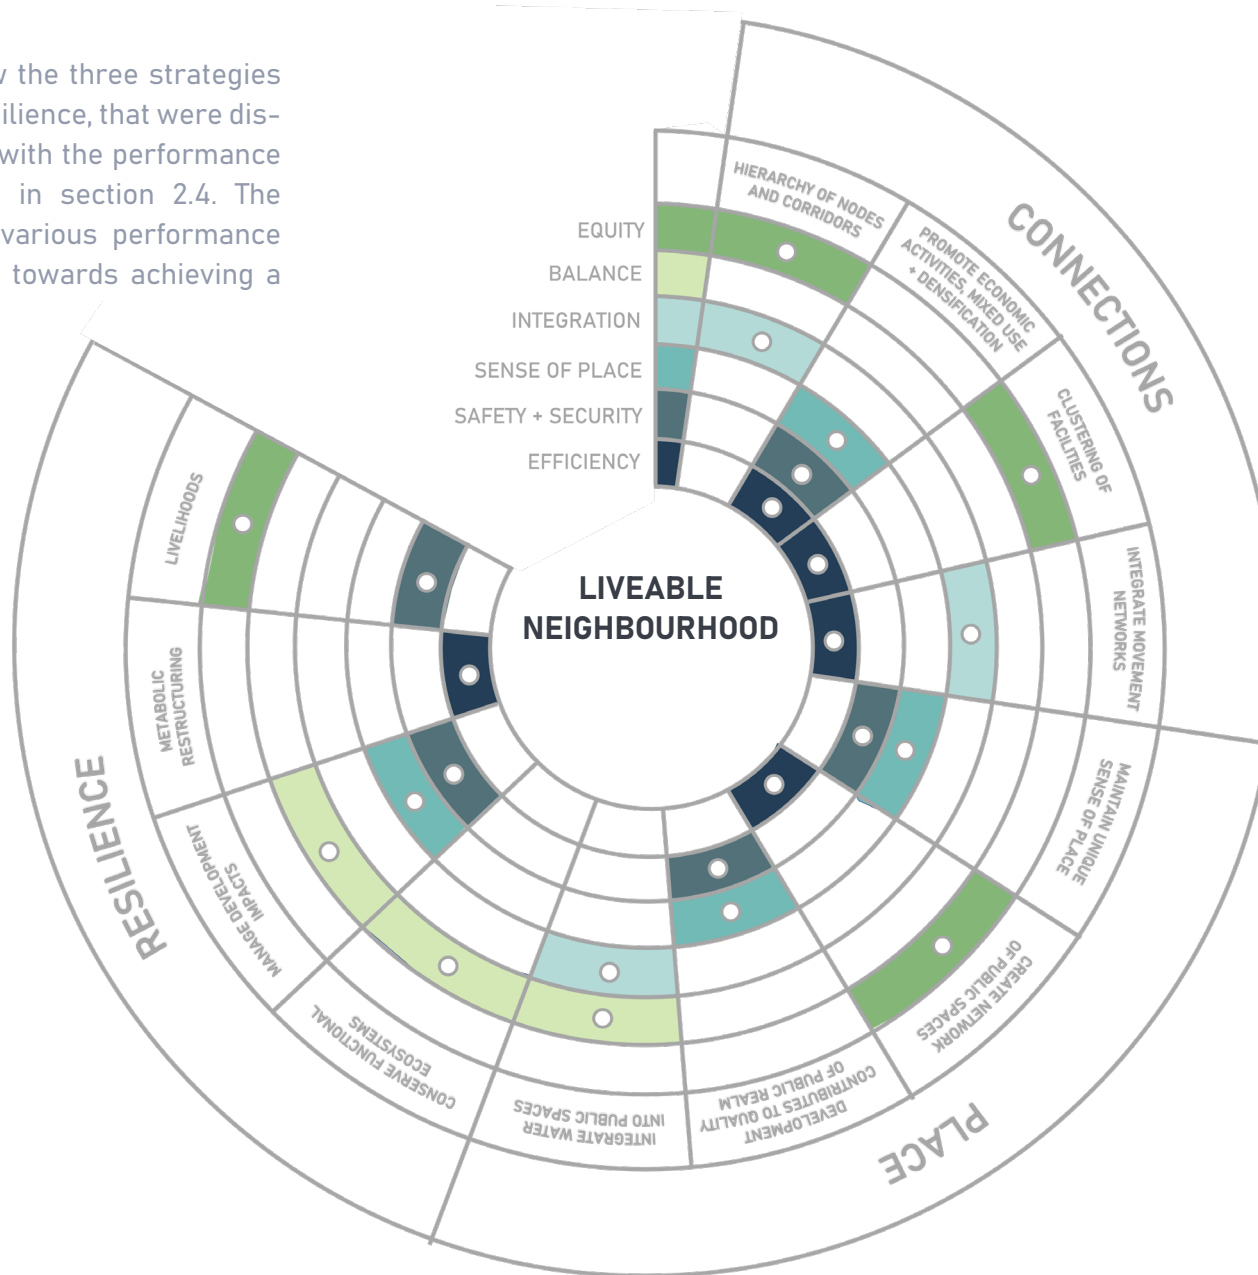 the three strategies
ilience, that were dis-
with the performance
in section 2.4. The
various performance
towards achieving a
EQUITY
BALANCE
INTEGRATION
SENSE OF PLACE
SAFETY + SECURITY
EFFICIENCY
LIVEABLE
NEIGHBOURHOOD
CONNECTIONS
HIERARCHY OF NODES
AND CORRIDORS
PROMOTE ECONOMIC
ACTIVITIES, MIXED USE
+ DENSIFICATION
CLUSTERING OF
FACILITIES
INTEGRATE MOVEMENT
NETWORKS
PLACE
MAINTAIN UNIQUE
SENSE OF PLACE
CREATE NETWORK
OF PUBLIC SPACES
DEVELOPMENT
CONTRIBUTES TO QUALITY
OF PUBLIC REALM
INTEGRATE WATER
INTO PUBLIC SPACES
RESILIENCE
CONSERVE FUNCTIONAL
ECOSYSTEMS
MANAGE DEVELOPMENT
IMPACTS
METABOLIC
RESTRUCTURING
LIVELIHOODS